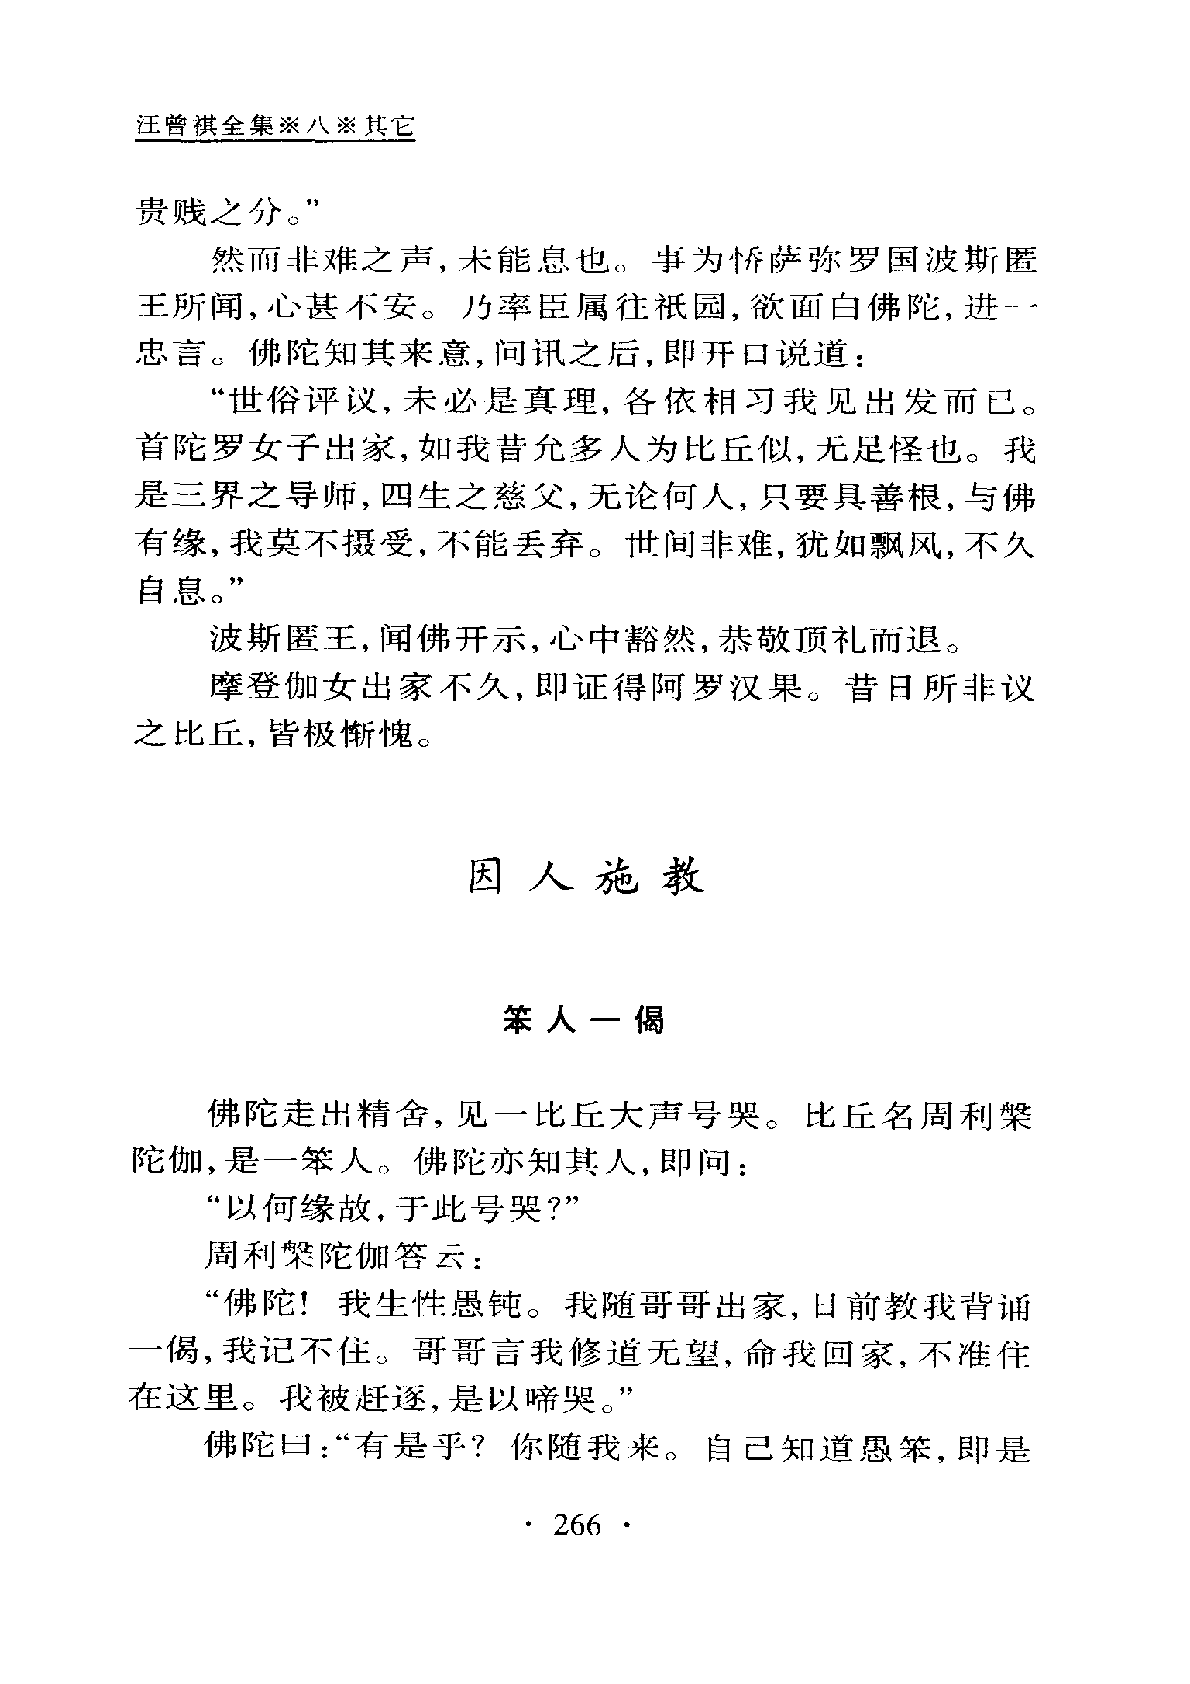 汪曾祺全集※八※其它
贵贱之分。”
然而非难之声,未能息也。事为憍萨弥罗国波斯匿
王所闻,心甚不安。乃率臣属往祇园,欲面白佛陀,进一
忠言。佛陀知其来意,问讯之后,即开口说道:
“世俗评议,未必是真理,各依相习我见出发而已。
首陀罗女子出家,如我昔允多人为比丘似,无足怪也。我
是三界之导师,四生之慈父,无论何人,只要具善根,与佛
有缘,我莫不摄受,不能丢弃。世间非难,犹如飘风,不久
自息。”
波斯匿王,闻佛开示,心中豁然,恭敬顶礼而退。
摩登伽女出家不久,即证得阿罗汉果。昔日所非议
之比丘,皆极惭愧。
因人施教
笨人一偈
佛陀走出精舍,见一比丘大声号哭。比丘名周利槃
陀伽,是一笨人。佛陀亦知其人,即问:
“以何缘故,于此号哭?”
周利槃陀伽答云:
“佛陀!我生性愚钝。我随哥哥出家,日前教我背诵
一偈,我记不住。哥哥言我修道无望,命我回家,不准住
在这里。我被赶逐,是以啼哭。”
佛陀曰:“有是乎?你随我来。自己知道愚笨,即是
· 266 ·